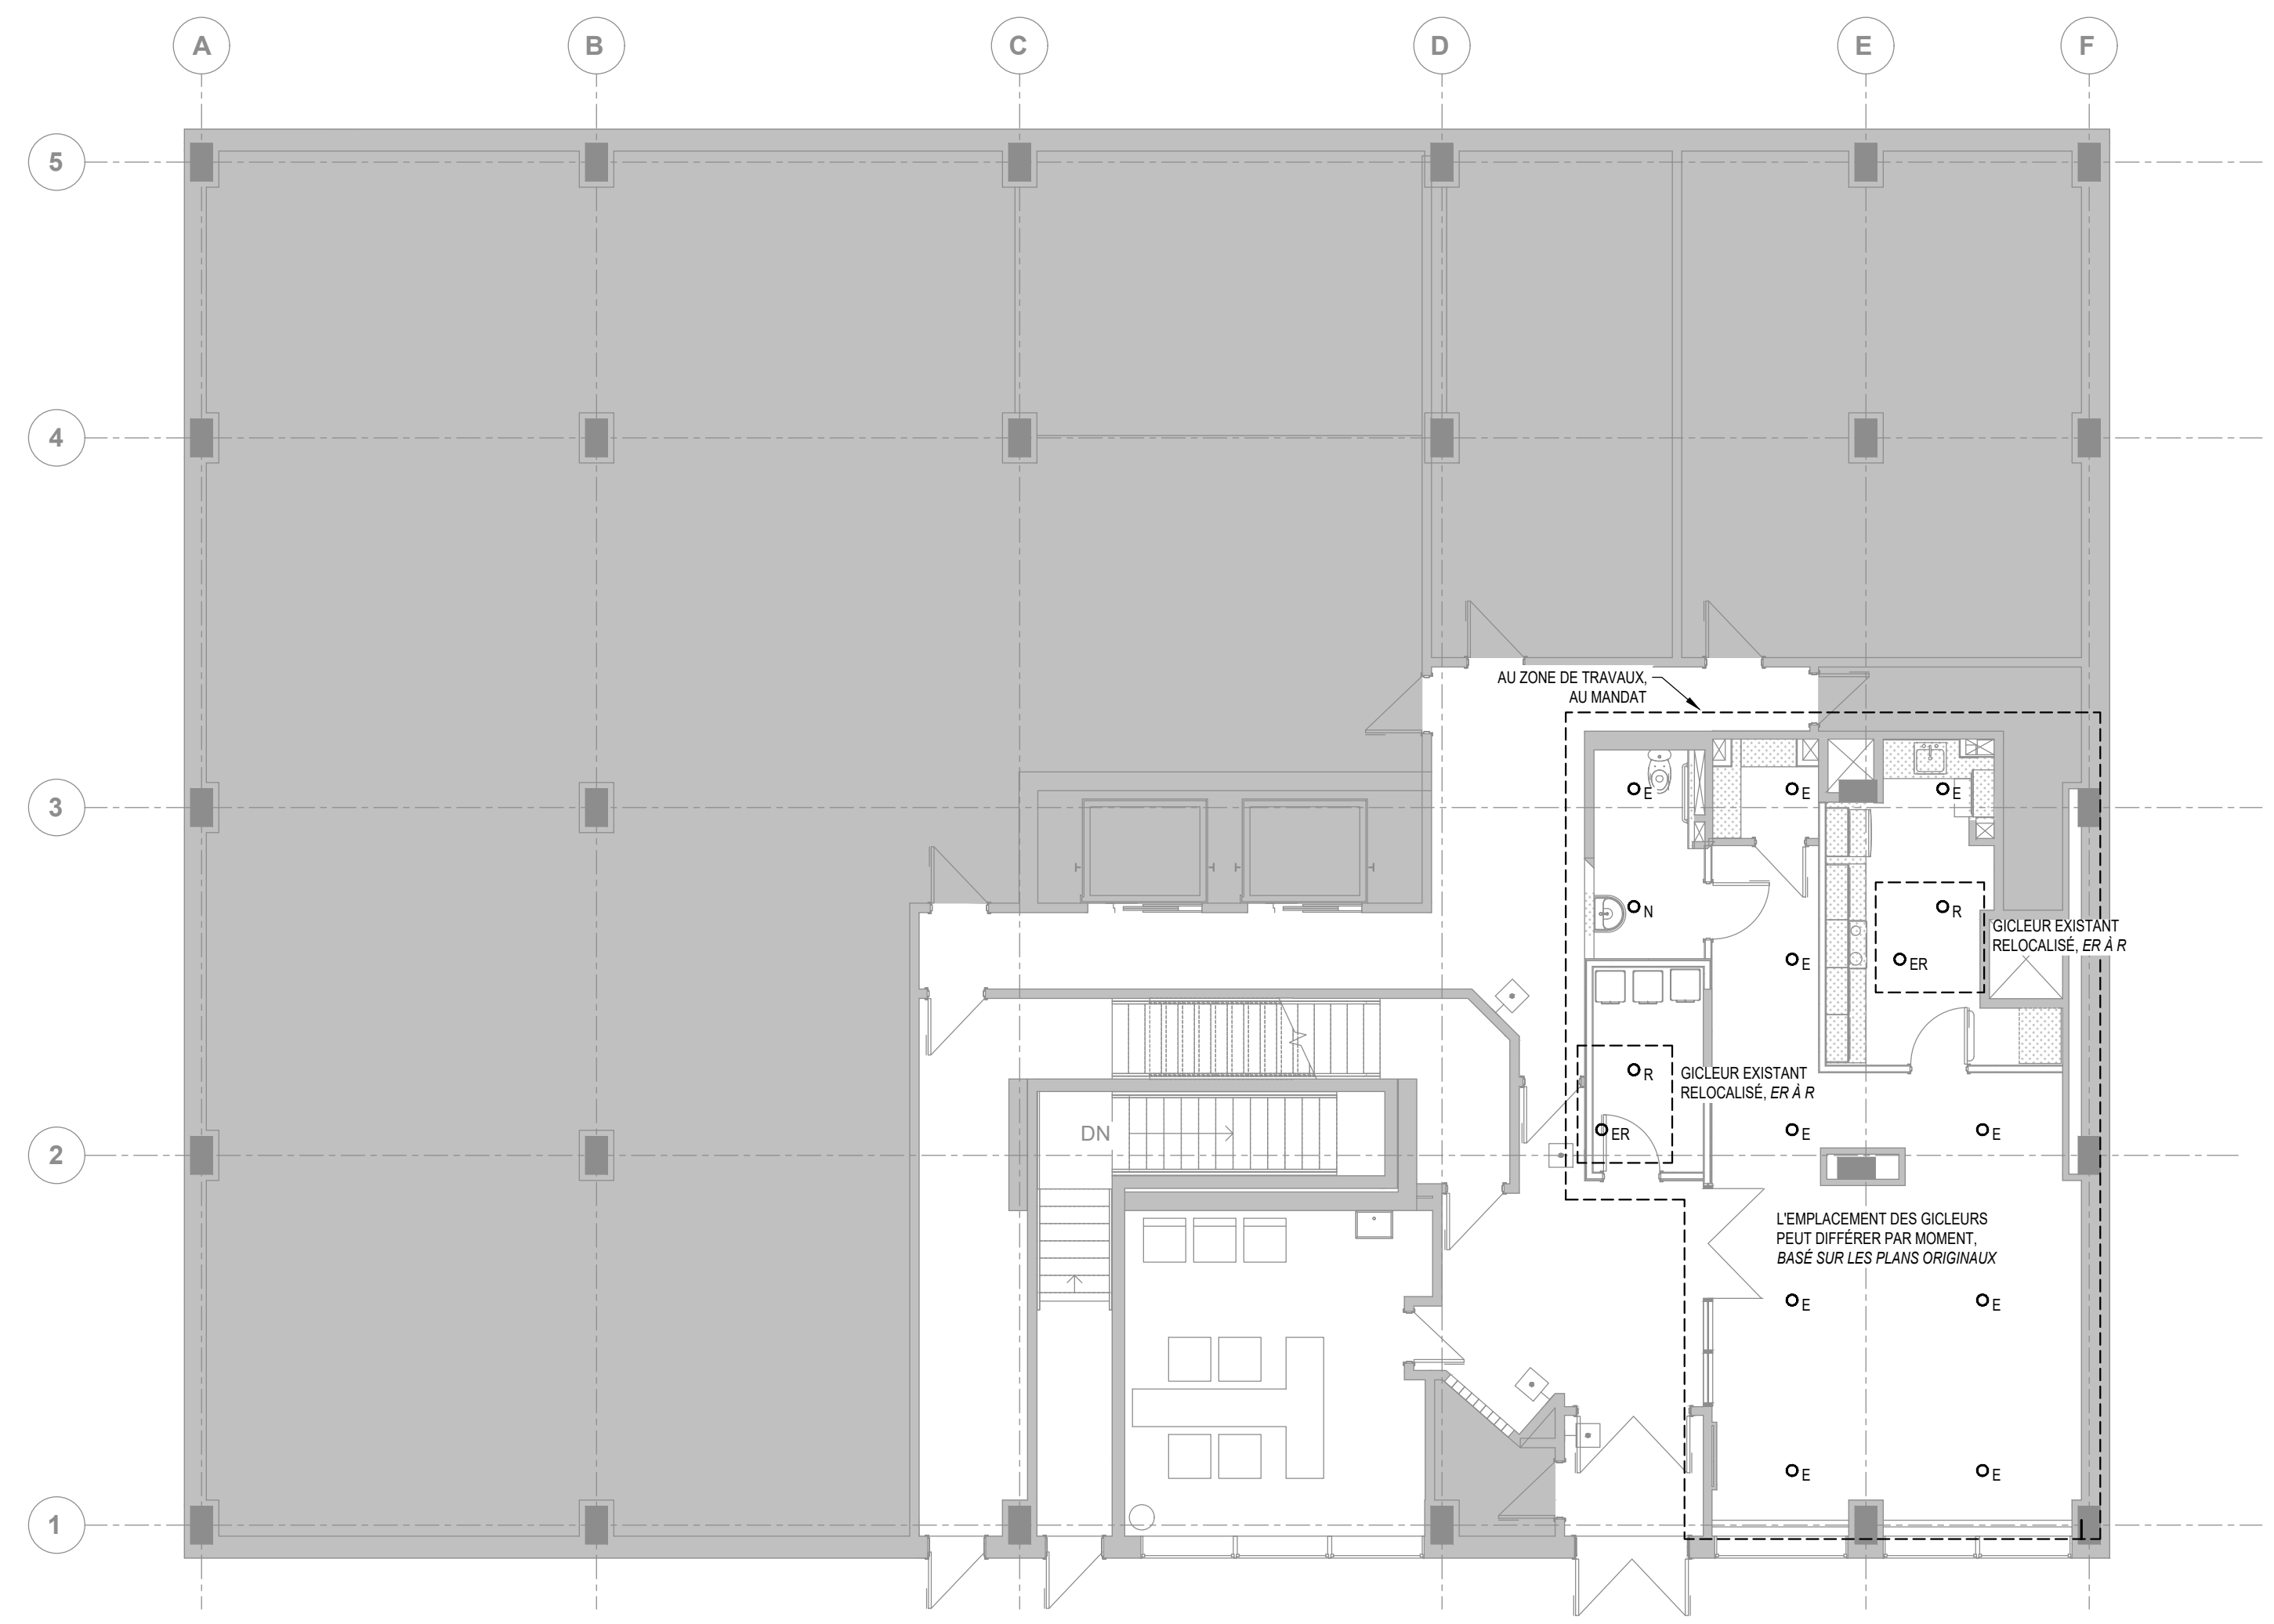 A
B
C
D
E
F
5
AU ZONE DE TRAVAUX,
AU MANDAT
4
3
E
E
E
N
R
GICLEUR EXISTANT
RELOCALISÉ, ER À R
E
ER
R
GICLEUR EXISTANT
RELOCALISÉ, ER À R
DN
ER
E
E
2
L'EMPLACEMENT DES GICLEURS
PEUT DIFFÉRER PAR MOMENT,
BASÉ SUR LES PLANS ORIGINAUX
E
E
E
E
1